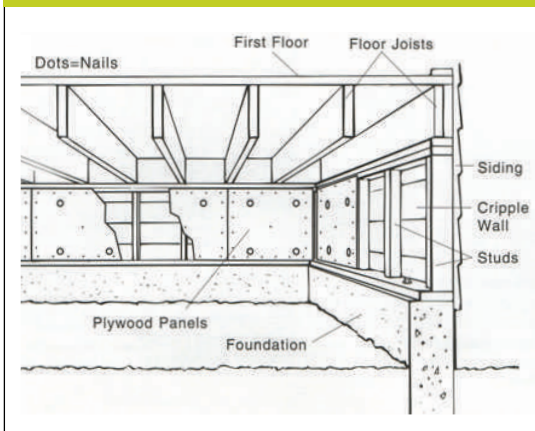 First Floor
Floor Joists
Dots=Nails
Siding
Cripple
Wall
Studs
Plywood Panels
Foundation